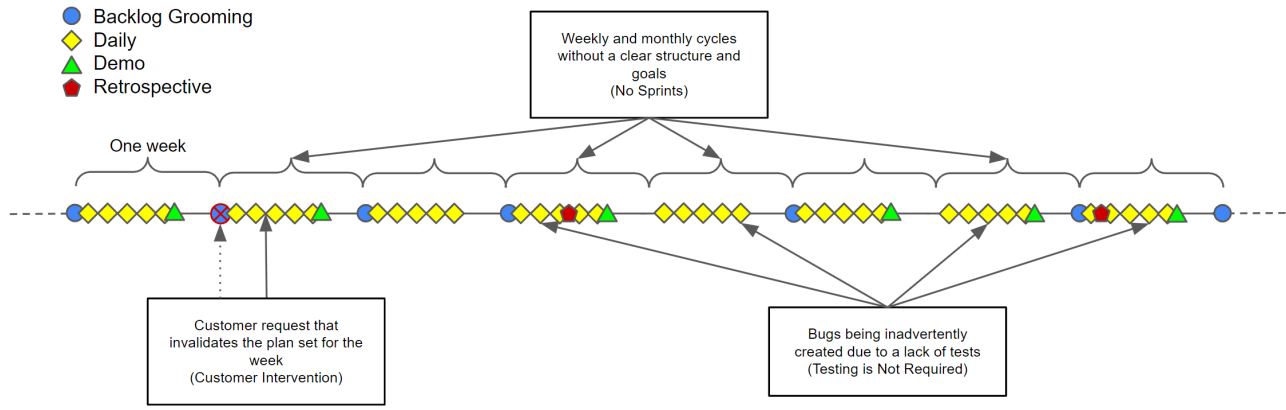 Backlog Grooming
Daily
Demo
Retrospective
Weekly and monthly cycles
without a clear structure and
goals
(No Sprints)
One week
Customer request that
invalidates the plan set for the
week
(Customer Intervention)
Bugs being inadvertently
created due to a lack of tests
(Testing is Not Required)